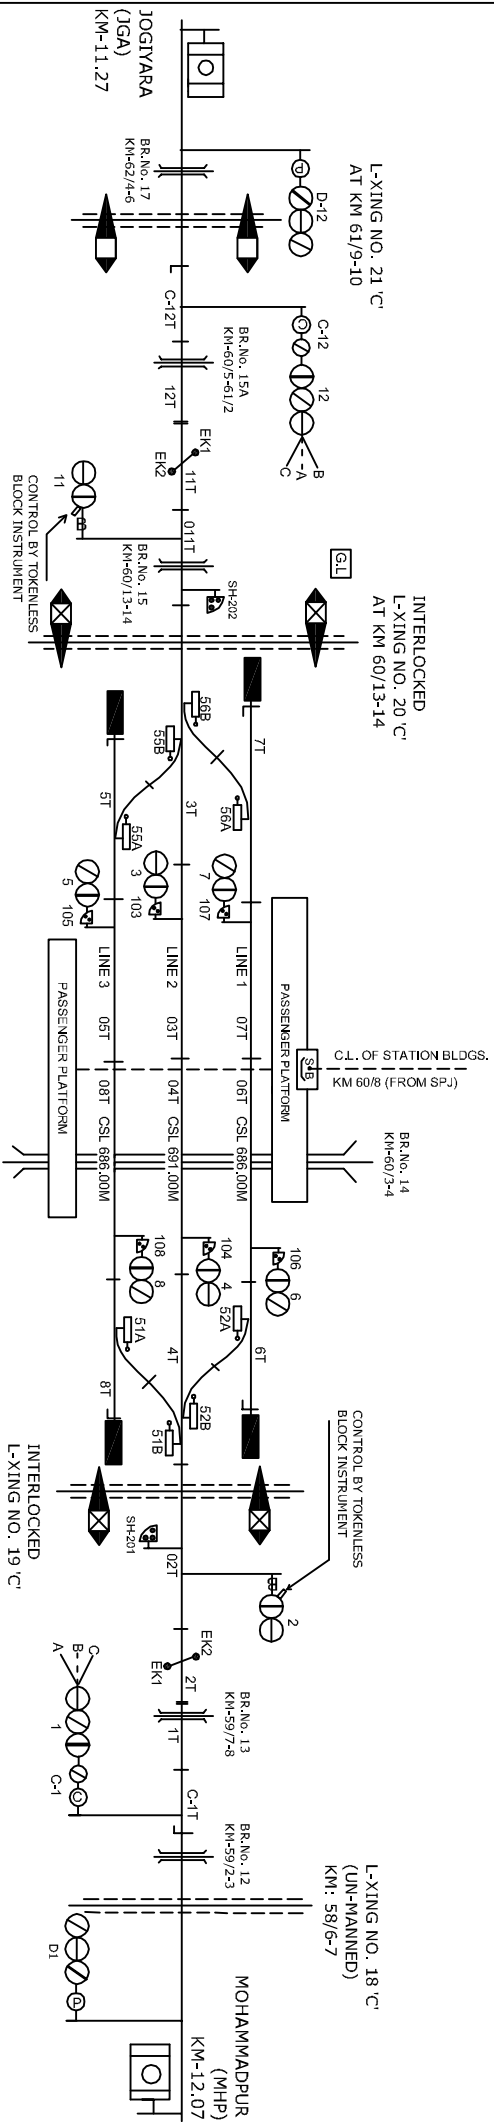 JOGIYARA
(JGA)
KM-11.27
BR.No. 17
KM-62/4-6
P
D-12
L-XING NO. 21 'C'
AT KM 61/9-10
C-12T
C
C-12
12
B
A
C
BR.No. 15A
KM-60/5-61/2
12T
EK1
EK2
11T
11
B
CONTROL BY TOKENLESS
BLOCK INSTRUMENT
011T
BR.No. 15
KM-60/13-14
SH-202
G.L
INTERLOCKED
L-XING NO. 20 'C'
AT KM 60/13-14
7T
56B
56A
55B
55A
5T
3T
7
107
3
103
5
105
LINE 1
LINE 2
LINE 3
07T
03T
05T
PASSENGER PLATFORM
PASSENGER PLATFORM
S B
C.L. OF STATION BLDGS.
KM 60/8 (FROM SPJ)
06T
04T
08T
CSL 686.00M
CSL 691.00M
CSL 686.00M
BR.No. 14
KM-60/3-4
106
6
104
4
108
8
52A
52B
51A
51B
6T
4T
8T
INTERLOCKED
L-XING NO. 19 'C'
SH-201
02T
B
2
CONTROL BY TOKENLESS
BLOCK INSTRUMENT
EK2
EK1
2T
BR.No. 13
KM-59/7-8
1T
C
B
A
1
C-1
C
C-1T
BR.No. 12
KM-59/2-3
L-XING NO. 18 'C'
(UN-MANNED)
KM: 58/6-7
D1
P
MOHAMMADPUR
(MHP)
KM-12.07